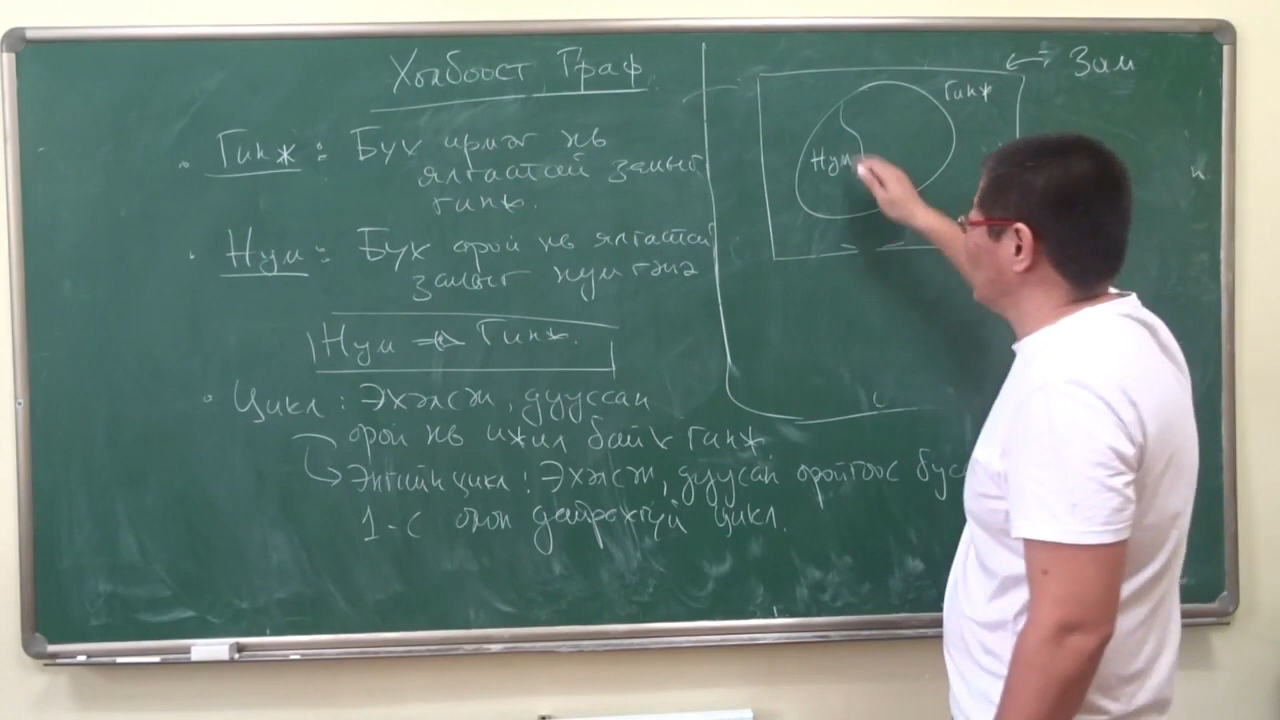 Холбоост Граф
Гинж : Бүх ирмэг нь
ялгаатай замыг
гинж.
Нум : Бүх орой нь ялгаатай
замыг нум гэнэ
Нум ⇒ Гинж.
Цикл : Эхэлсэн, дууссан
орой нь ижил байх гинж
Энгийн цикл : Эхэлсэн, дууссан оройгоос бус
1-с олон дайрахгүй цикл.
Зам
Гинж
Нум